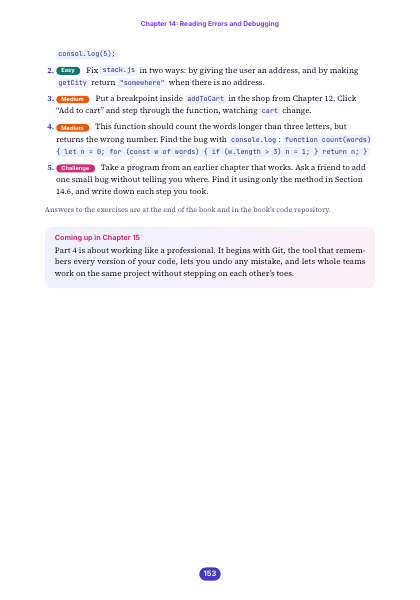 Chapter 14: Reading Errors and Debugging
consol.log(5);
2. Easy Fix stack.js in two ways: by giving the user an address, and by making
getCity return "somewhere" when there is no address.
3. Medium Put a breakpoint inside addToCart in the shop from Chapter 12. Click
“Add to cart” and step through the function, watching cart change.
4. Medium This function should count the words longer than three letters, but
returns the wrong number. Find the bug with console.log: function count(words)
{ let n = 0; for (const w of words) { if (w.length > 3) n = 1; } return n; }
5. Challenge Take a program from an earlier chapter that works. Ask a friend to add
one small bug without telling you where. Find it using only the method in Section
14.6, and write down each step you took.
Answers to the exercises are at the end of the book and in the book’s code repository.
Coming up in Chapter 15
Part 4 is about working like a professional. It begins with Git, the tool that remem-
bers every version of your code, lets you undo any mistake, and lets whole teams
work on the same project without stepping on each other’s toes.
153